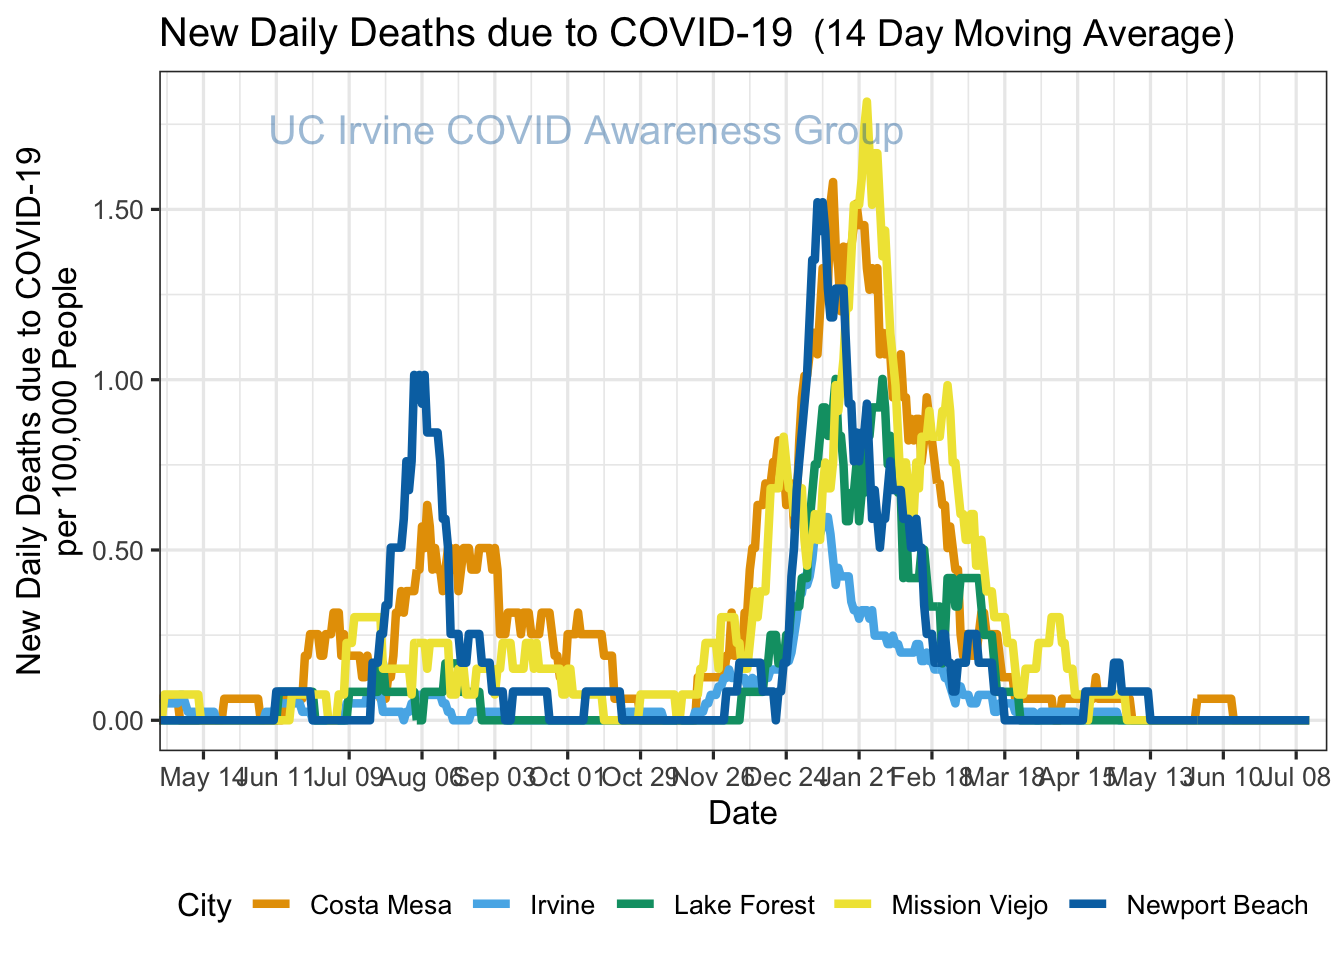 New Daily Deaths due to COVID-19 (14 Day Moving Average)
UC Irvine COVID Awareness Group
New Daily Deaths due to COVID-19
per 100,000 People
1.50
1.00
0.50
0.00
May 14 Jun 11 Jul 09 Aug 06 Sep 03 Oct 01 Oct 29 Nov 26 Dec 24 Jan 21 Feb 18 Mar 18 Apr 15 May 13 Jun 10 Jul 08
Date
City Costa Mesa Irvine Lake Forest Mission Viejo Newport Beach